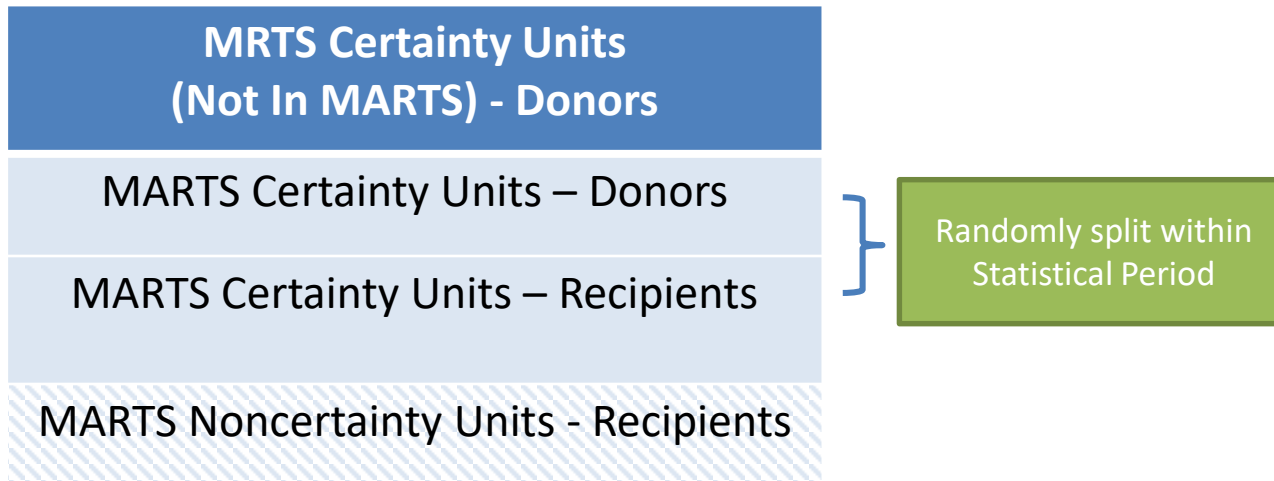 MRTS Certainty Units
(Not In MARTS) - Donors
MARTS Certainty Units – Donors
MARTS Certainty Units – Recipients
MARTS Noncertainty Units - Recipients
Randomly split within
Statistical Period